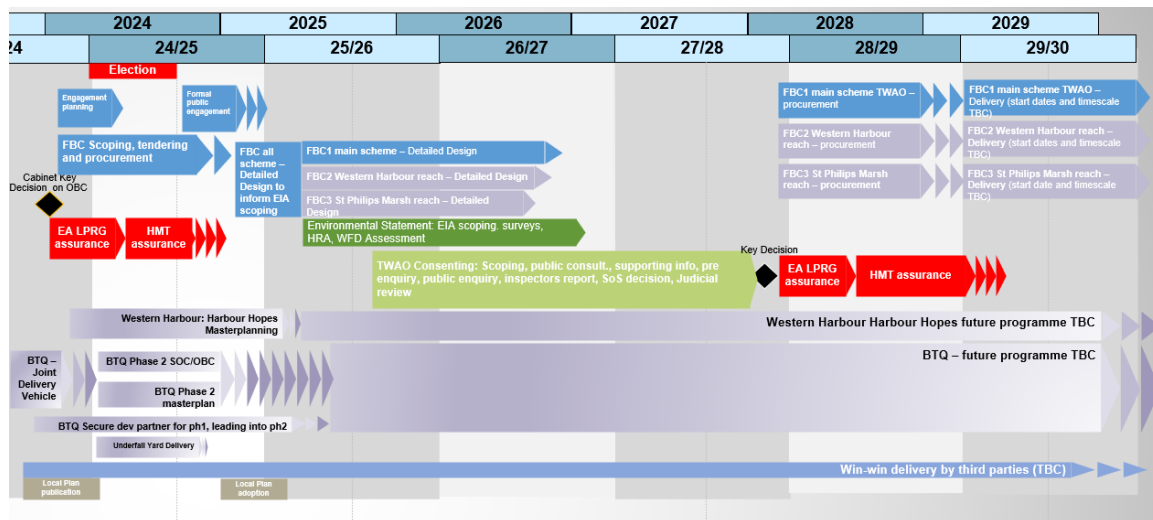 2024 2025 2026 2027 2028 2029
24 24/25 25/26 26/27 27/28 28/29 29/30
Election
Engagement
planning
Formal
public
engagement
FBC Scoping, tendering
and procurement
FBC all
scheme –
Detailed
Design to
inform EIA
scoping
FBC1 main scheme – Detailed Design
FBC2 Western Harbour reach – Detailed Design
FBC3 St Philips Marsh reach – Detailed
Design
FBC1 main scheme TWAO –
procurement
FBC1 main scheme TWAO –
Delivery (start dates and timescale
TBC)
FBC2 Western Harbour
reach – procurement
FBC2 Western Harbour reach –
Delivery (start dates and timescale
TBC)
FBC3 St Philips Marsh
reach – procurement
FBC3 St Philips Marsh reach –
Delivery (start date and timescale
TBC)
Cabinet Key
Decision on OBC
EA LPRG
assurance
HMT
assurance
Environmental Statement: EIA scoping. surveys,
HRA, WFD Assessment
TWAO Consenting: Scoping, public consult., supporting info, pre
enquiry, public enquiry, inspectors report, SoS decision, Judicial
review
Key Decision
EA LPRG
assurance
HMT assurance
Western Harbour: Harbour Hopes
Masterplanning
Western Harbour Harbour Hopes future programme TBC
BTQ –
Joint
Delivery
Vehicle
BTQ Phase 2 SOC/OBC
BTQ Phase 2
masterplan
BTQ – future programme TBC
BTQ Secure dev partner for ph1, leading into ph2
Underfall Yard Delivery
Win-win delivery by third parties (TBC)
Local Plan
publication
Local Plan
adoption